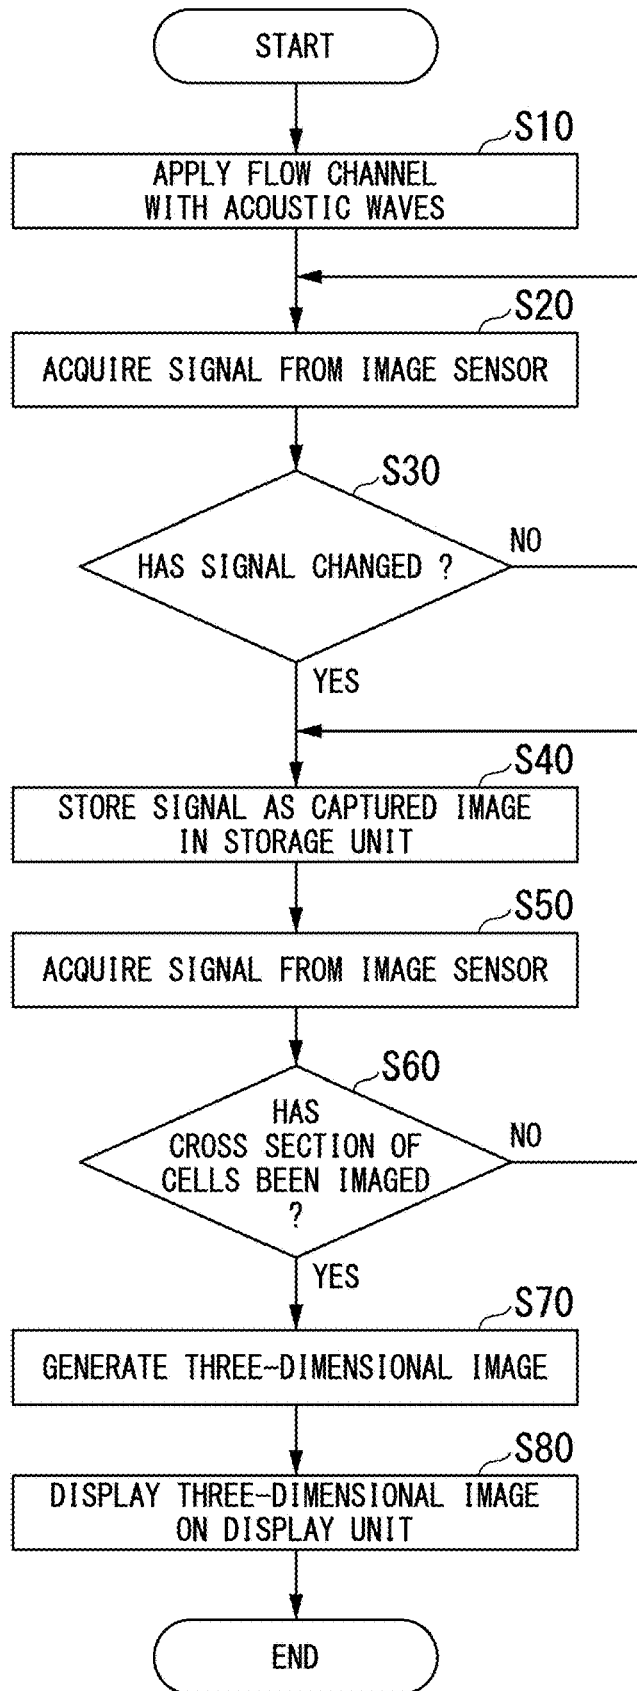 START
S10
APPLY FLOW CHANNEL
WITH ACOUSTIC WAVES
S20
ACQUIRE SIGNAL FROM IMAGE SENSOR
S30
HAS SIGNAL CHANGED ?
NO
YES
S40
STORE SIGNAL AS CAPTURED IMAGE
IN STORAGE UNIT
S50
ACQUIRE SIGNAL FROM IMAGE SENSOR
S60
HAS
CROSS SECTION OF
CELLS BEEN IMAGED
?
NO
YES
S70
GENERATE THREE-DIMENSIONAL IMAGE
S80
DISPLAY THREE-DIMENSIONAL IMAGE
ON DISPLAY UNIT
END